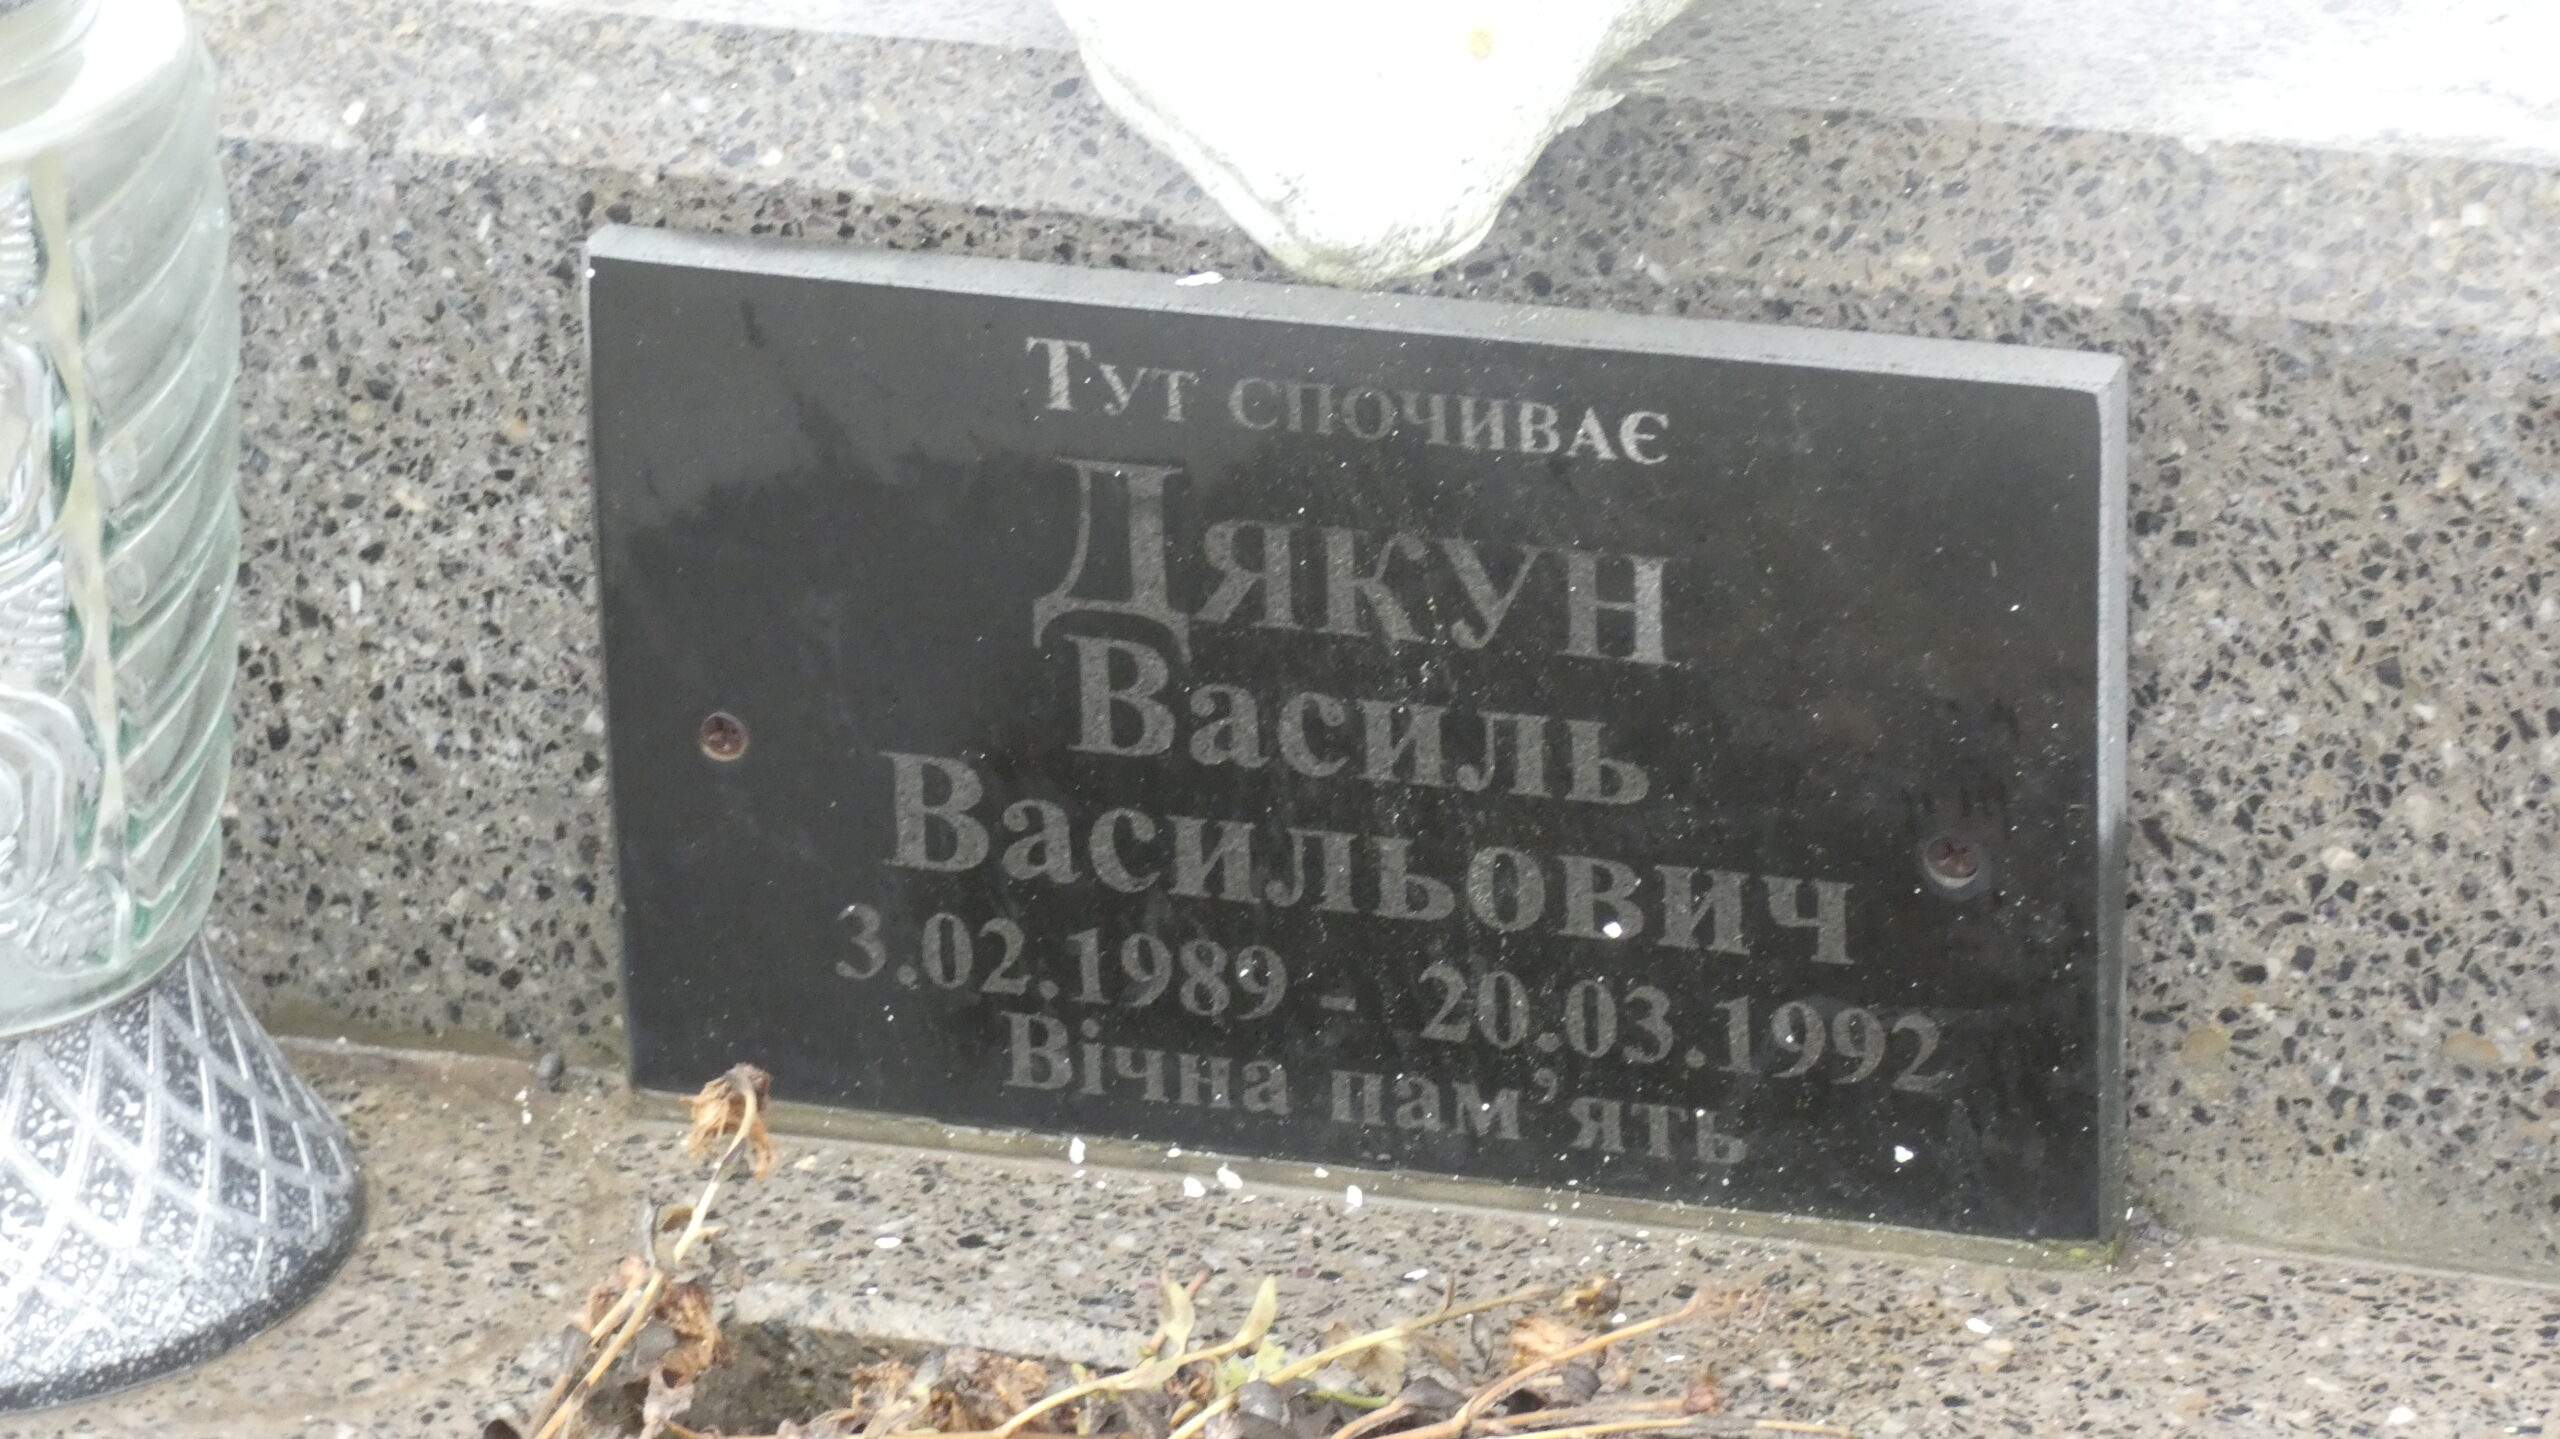 Тут спочиває
Дякун
Василь
Васильович
3.02.1989 - 20.03.1992
Вічна пам’ять